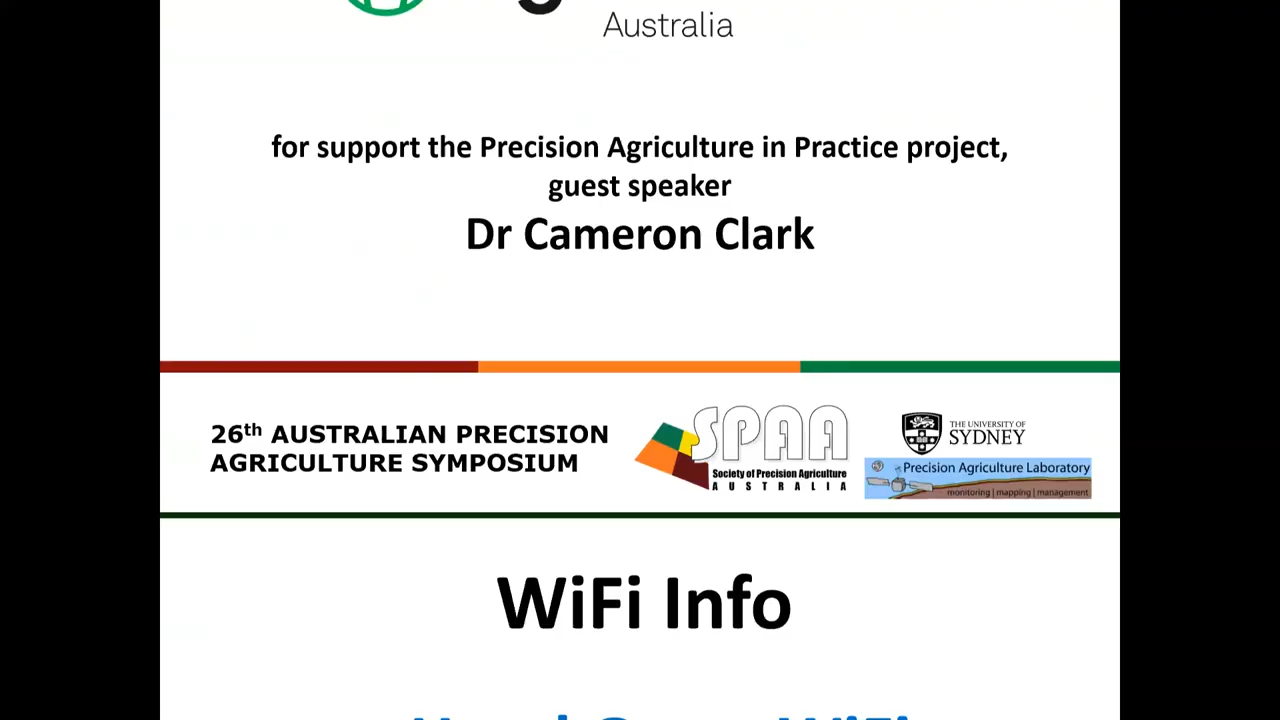 Australia
for support the Precision Agriculture in Practice project,
guest speaker
Dr Cameron Clark
26th AUSTRALIAN PRECISION
AGRICULTURE SYMPOSIUM
SPAA
Society of Precision Agriculture
AUSTRALIA
THE UNIVERSITY OF
SYDNEY
Precision Agriculture Laboratory
monitoring | mapping | management
WiFi Info